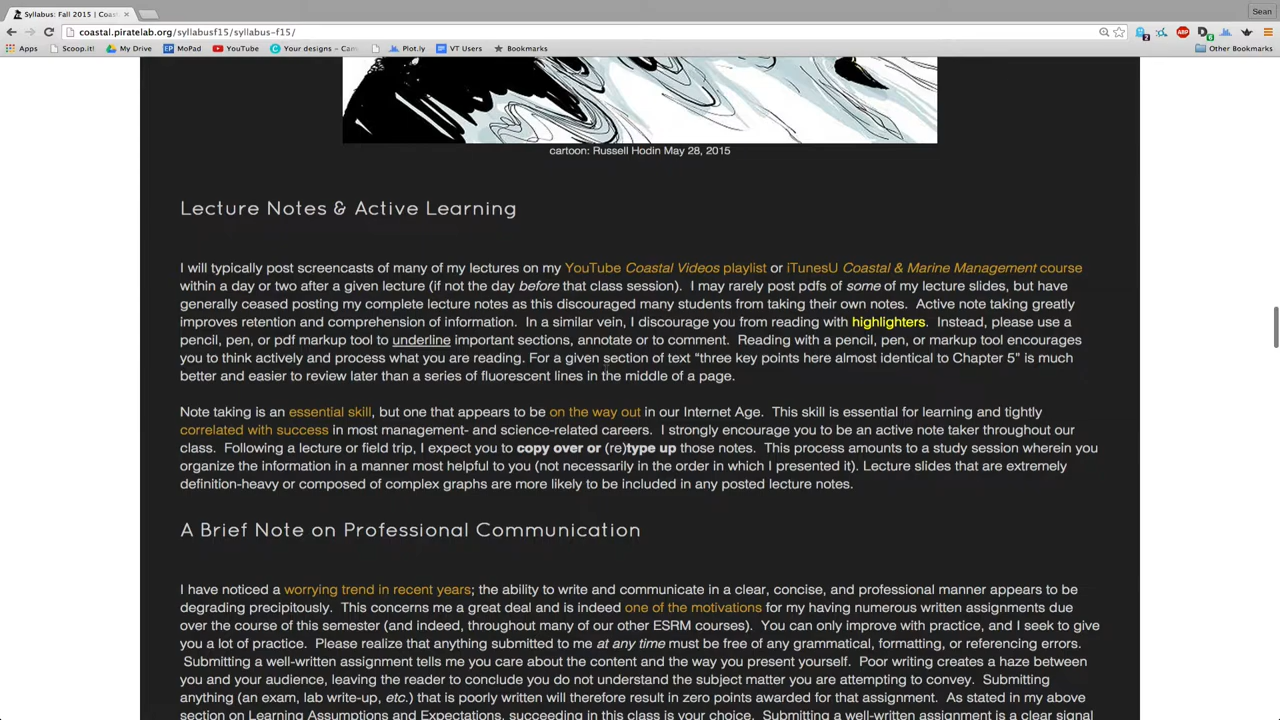 Syllabus: Fall 2015 | Coas
Sean
coastal.piratelab.org/syllabusf15/syllabus-f15/
Apps Scoop.it! My Drive EP MoPad YouTube Your designs – Can Plot.ly VT Users Bookmarks Other Bookmarks
cartoon: Russell Hodin May 28, 2015
Lecture Notes & Active Learning
I will typically post screencasts of many of my lectures on my YouTube Coastal Videos playlist or iTunesU Coastal & Marine Management course
within a day or two after a given lecture (if not the day before that class session). I may rarely post pdfs of some of my lecture slides, but have
generally ceased posting my complete lecture notes as this discouraged many students from taking their own notes. Active note taking greatly
improves retention and comprehension of information. In a similar vein, I discourage you from reading with highlighters. Instead, please use a
pencil, pen, or pdf markup tool to underline important sections, annotate or to comment. Reading with a pencil, pen, or markup tool encourages
you to think actively and process what you are reading. For a given section of text “three key points here almost identical to Chapter 5” is much
better and easier to review later than a series of fluorescent lines in the middle of a page.
Note taking is an essential skill, but one that appears to be on the way out in our Internet Age. This skill is essential for learning and tightly
correlated with success in most management- and science-related careers. I strongly encourage you to be an active note taker throughout our
class. Following a lecture or field trip, I expect you to copy over or (re)type up those notes. This process amounts to a study session wherein you
organize the information in a manner most helpful to you (not necessarily in the order in which I presented it). Lecture slides that are extremely
definition-heavy or composed of complex graphs are more likely to be included in any posted lecture notes.
A Brief Note on Professional Communication
I have noticed a worrying trend in recent years; the ability to write and communicate in a clear, concise, and professional manner appears to be
degrading precipitously. This concerns me a great deal and is indeed one of the motivations for my having numerous written assignments due
over the course of this semester (and indeed, throughout many of our other ESRM courses). You can only improve with practice, and I seek to give
you a lot of practice. Please realize that anything submitted to me at any time must be free of any grammatical, formatting, or referencing errors.
Submitting a well-written assignment tells me you care about the content and the way you present yourself. Poor writing creates a haze between
you and your audience, leaving the reader to conclude you do not understand the subject matter you are attempting to convey. Submitting
anything (an exam, lab write-up, etc.) that is poorly written will therefore result in zero points awarded for that assignment. As stated in my above
section on Learning Assumptions and Expectations, succeeding in this class is your choice. Submitting a well-written assignment is a clear signal